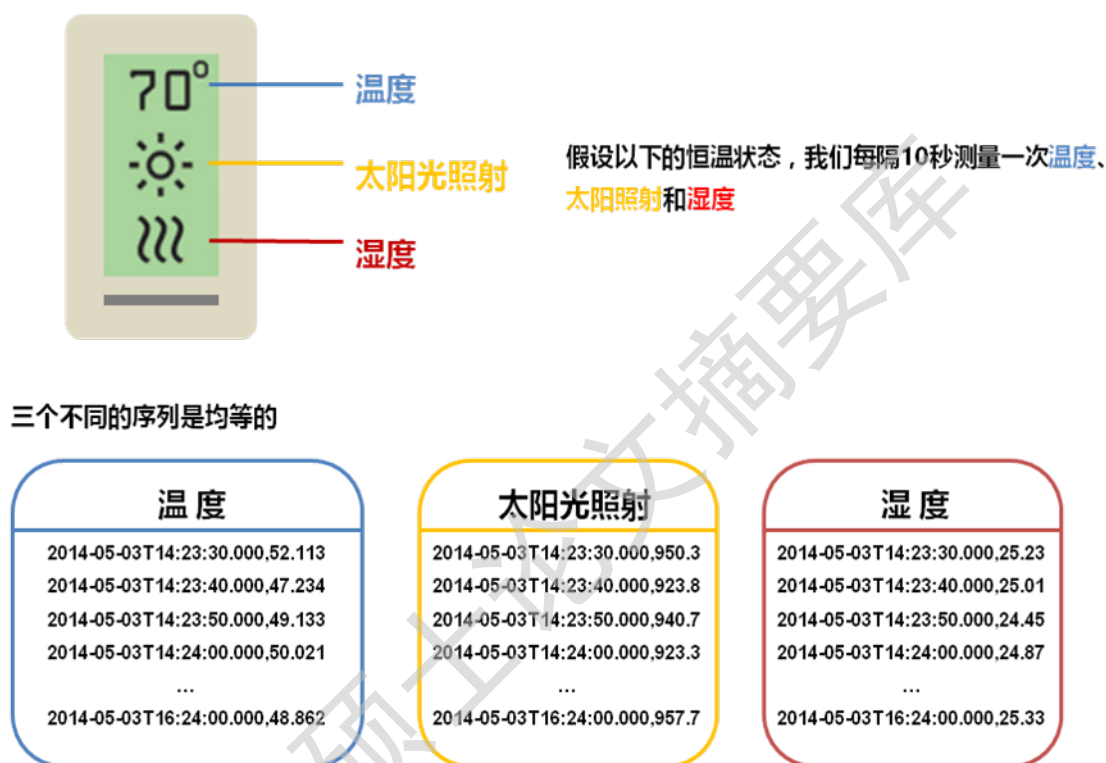 70°
温度
太阳光照射
湿度
假设以下的恒温状态，我们每隔10秒测量一次温度、
太阳照射和湿度
三个不同的序列是均等的
温 度
2014-05-03T14:23:30.000,52.113
2014-05-03T14:23:40.000,47.234
2014-05-03T14:23:50.000,49.133
2014-05-03T14:24:00.000,50.021
...
2014-05-03T16:24:00.000,48.862
太阳光照射
2014-05-03T14:23:30.000,950.3
2014-05-03T14:23:40.000,923.8
2014-05-03T14:23:50.000,940.7
2014-05-03T14:24:00.000,923.3
...
2014-05-03T16:24:00.000,957.7
湿 度
2014-05-03T14:23:30.000,25.23
2014-05-03T14:23:40.000,25.01
2014-05-03T14:23:50.000,24.45
2014-05-03T14:24:00.000,24.87
...
2014-05-03T16:24:00.000,25.33
硕士论文摘要库